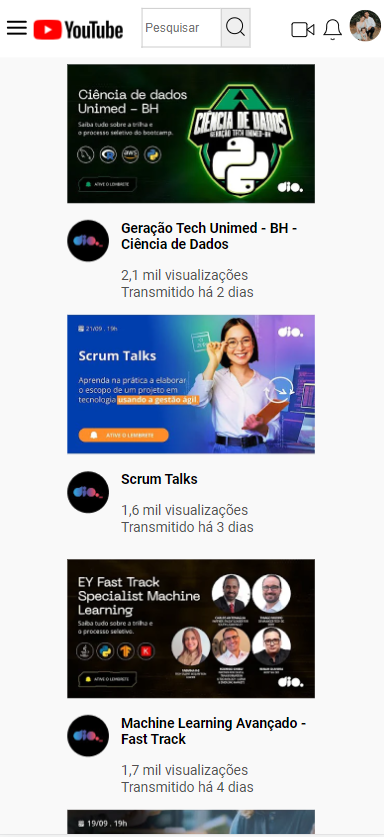 YouTube
Pesquisar
Ciência de dados
Unimed - BH
Saiba tudo sobre a trilha e
o processo seletivo do bootcamp.
aws
ATIVE O LEMBRETE
CIÊNCIA DE DADOS
GERAÇÃO TECH UNIMED-BH
dio.
dio.
Geração Tech Unimed - BH -
Ciência de Dados
2,1 mil visualizações
Transmitido há 2 dias
21/09 . 19h
dio.
Scrum Talks
Aprenda na prática a elaborar
o escopo de um projeto em
tecnologia usando a gestão ágil.
ATIVE O LEMBRETE
dio.
Scrum Talks
1,6 mil visualizações
Transmitido há 3 dias
EY Fast Track
Specialist Machine
Learning
Saiba tudo sobre a trilha e
o processo seletivo.
K
ATIVE O LEMBRETE
dio.
dio.
Machine Learning Avançado -
Fast Track
1,7 mil visualizações
Transmitido há 4 dias
19/09 . 19h